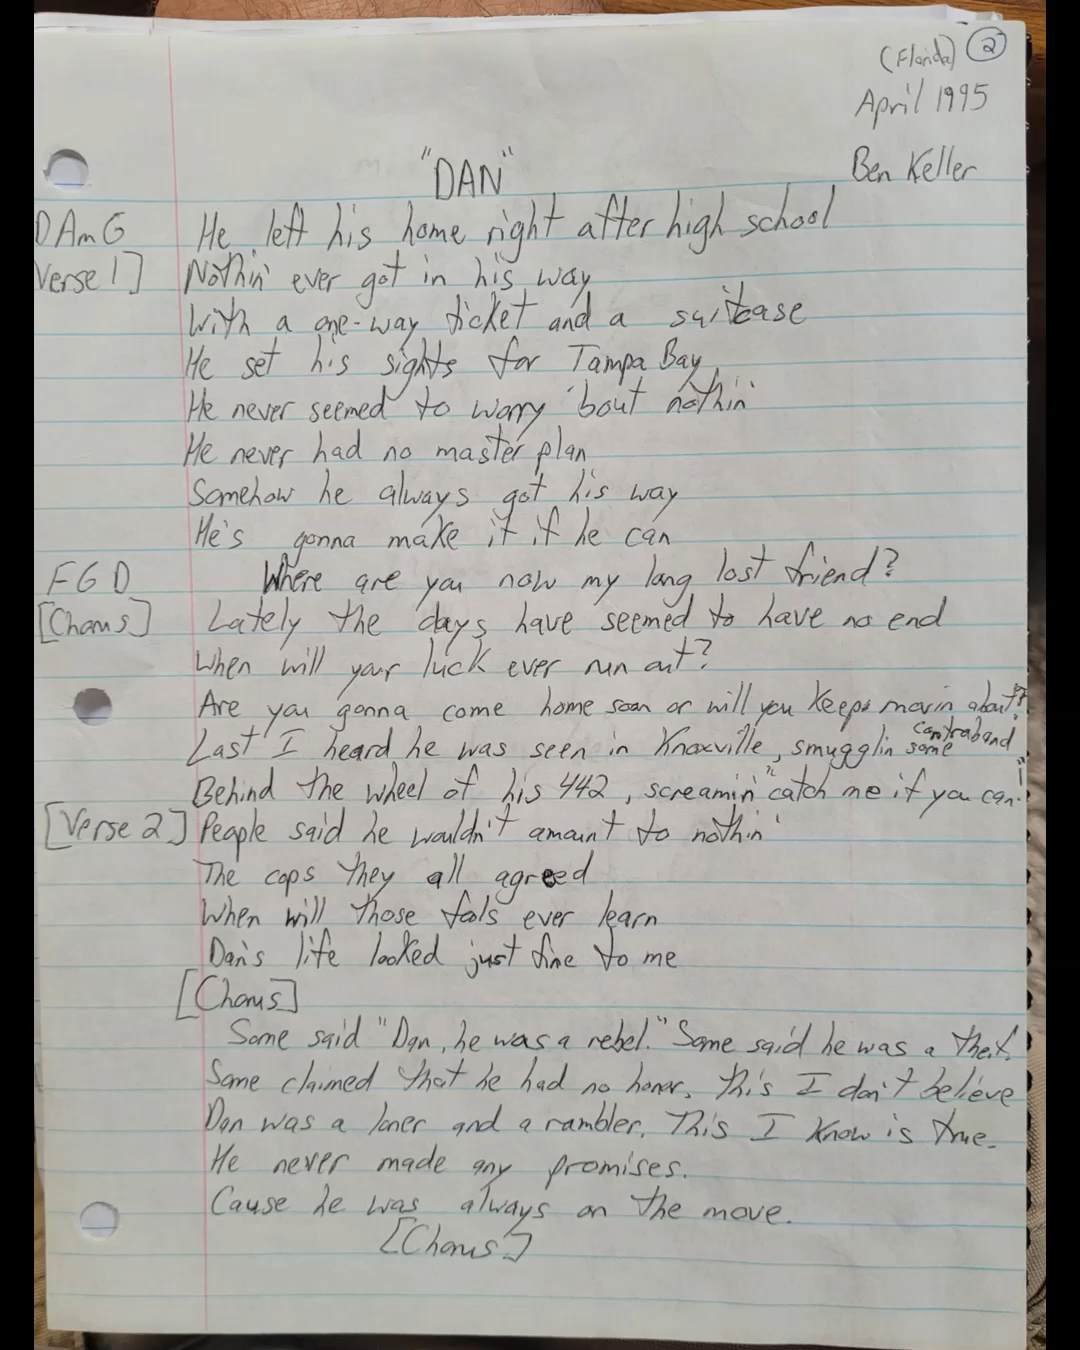 (Florida) 2
April 1995
"DAN"
Ben Keller
D Am G He left his home right after high school
Verse 1] Nothin' ever got in his way
With a one-way ticket and a suitcase
He set his sights for Tampa Bay
He never seemed to worry 'bout nothin'
He never had no master plan
Somehow he always got his way
He's gonna make it if he can
F G D Where are you now my long lost friend?
[Chorus] Lately the days have seemed to have no end
When will your luck ever run out?
Are you gonna come home soon or will you keeps movin about?
Last I heard he was seen in Knoxville, smugglin some contraband
Behind the wheel of his 442, screamin' "catch me if you can!"
[Verse 2] People said he wouldn't amount to nothin'
The cops they all agreed
When will those fools ever learn
Dan's life looked just fine to me
[Chorus]
Some said "Dan, he was a rebel." Some said he was a theif.
Some claimed that he had no honor. This I don't believe
Dan was a loner and a rambler. This I know is true.
He never made any promises.
Cause he was always on the move.
[Chorus]